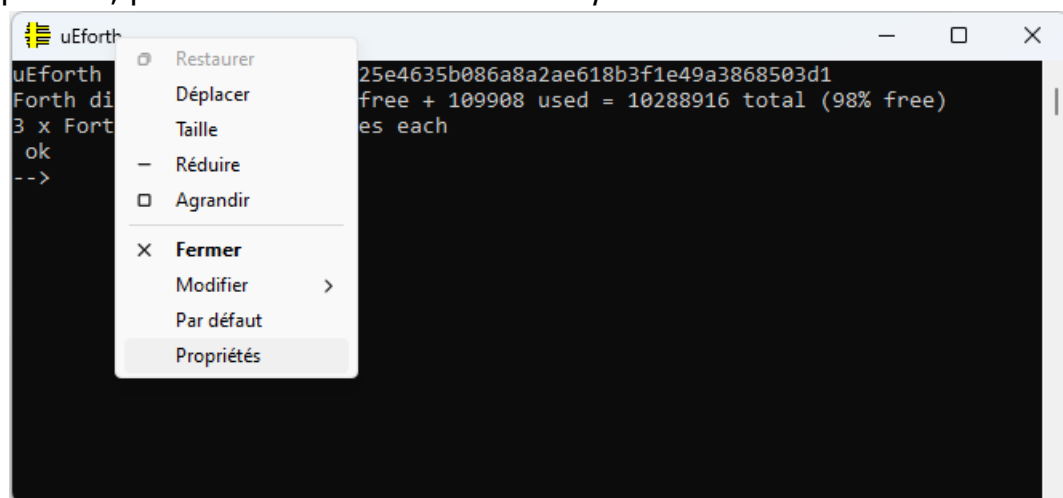 uEforth
Restaurer
Déplacer
Taille
Réduire
Agrandir
Fermer
Modifier
Par défaut
Propriétés
uEforth 25e4635b086a8a2ae618b3f1e49a3868503d1
Forth di free + 109908 used = 10288916 total (98% free)
3 x Fort es each
ok
-->